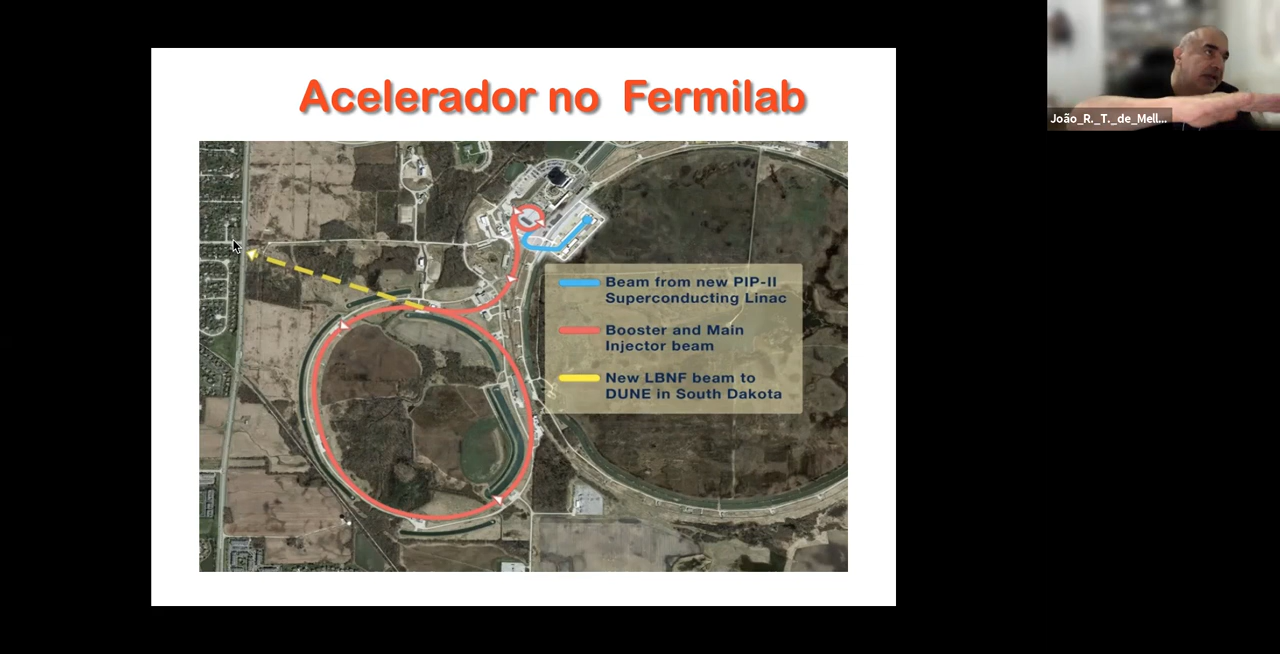 Acelerador no Fermilab
João_R._T._de_Mell...
Beam from new PIP-II
Superconducting Linac
Booster and Main
Injector beam
New LBNF beam to
DUNE in South Dakota